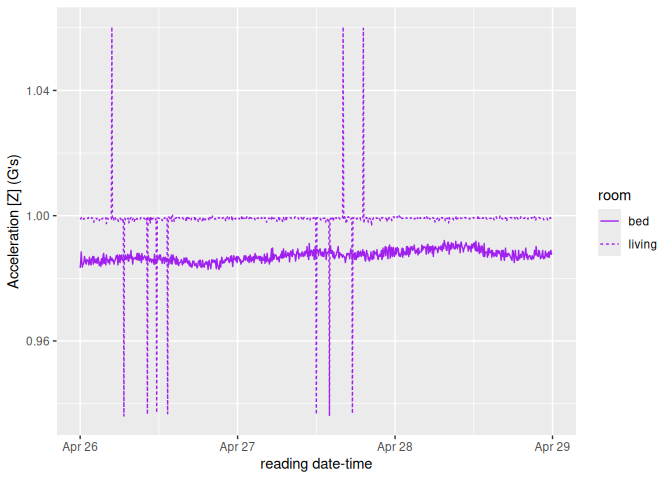 1.04
1.00
0.96
Acceleration [Z] (G's)
Apr 26
Apr 27
Apr 28
Apr 29
reading date-time
room
bed
living